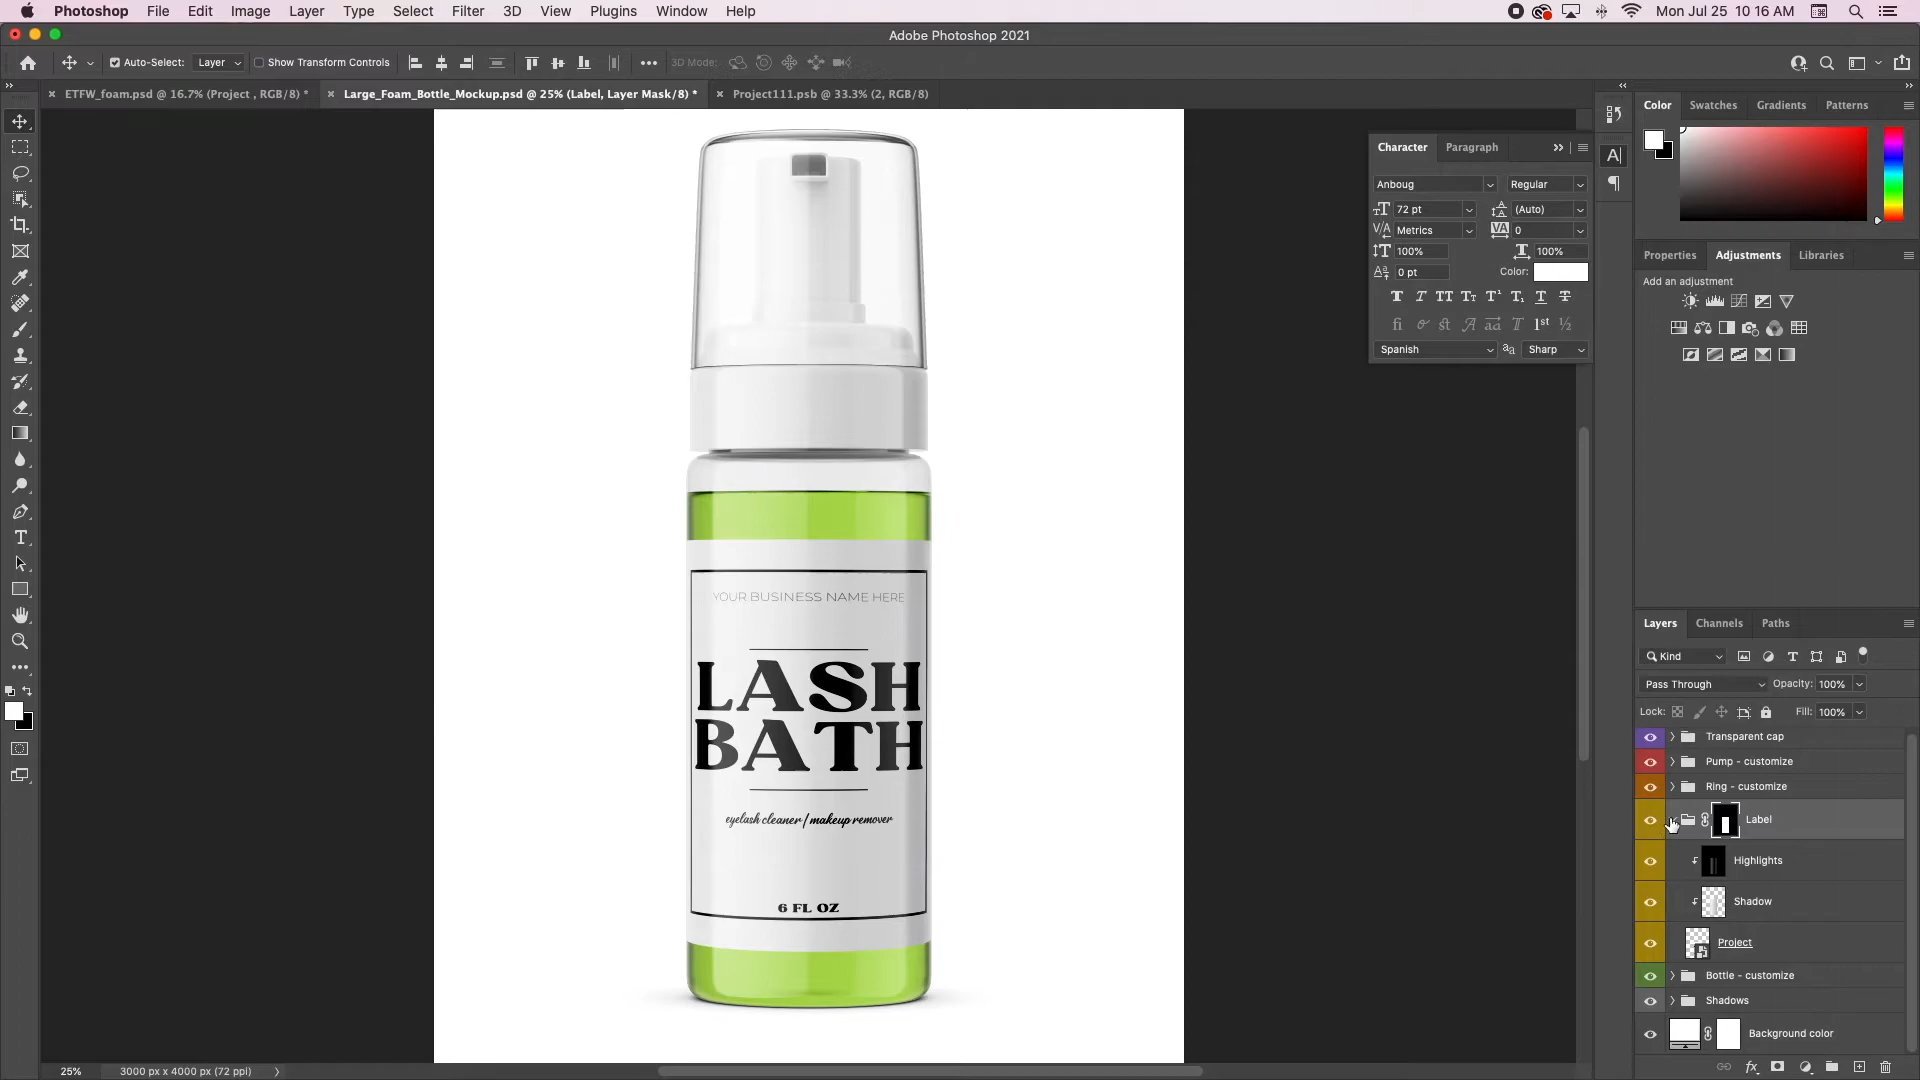 Photoshop File Edit Image Layer Type Select Filter 3D View Plugins Window Help Mon Jul 25 10 16 AM
Adobe Photoshop 2021
Auto-Select: Layer Show Transform Controls 3D Mode:
ETFW_foam.psd @ 16.7% (Project , RGB/8) * Large_Foam_Bottle_Mockup.psd @ 25% (Label, Layer Mask/8) * Project111.psb @ 33.3% (2, RGB/8)
Color Swatches Gradients Patterns
Character Paragraph
Anboug Regular
72 pt (Auto)
Metrics 0
100% 100%
0 pt Color:
Spanish Sharp
Properties Adjustments Libraries
Add an adjustment
YOUR BUSINESS NAME HERE
LASH
BATH
eyelash cleaner / makeup remover
6 FL OZ
Layers Channels Paths
Kind
Pass Through Opacity: 100%
Lock: Fill: 100%
Transparent cap
Pump - customize
Ring - customize
Label
Highlights
Shadow
Project
Bottle - customize
Shadows
Background color
25% 3000 px x 4000 px (72 ppi)